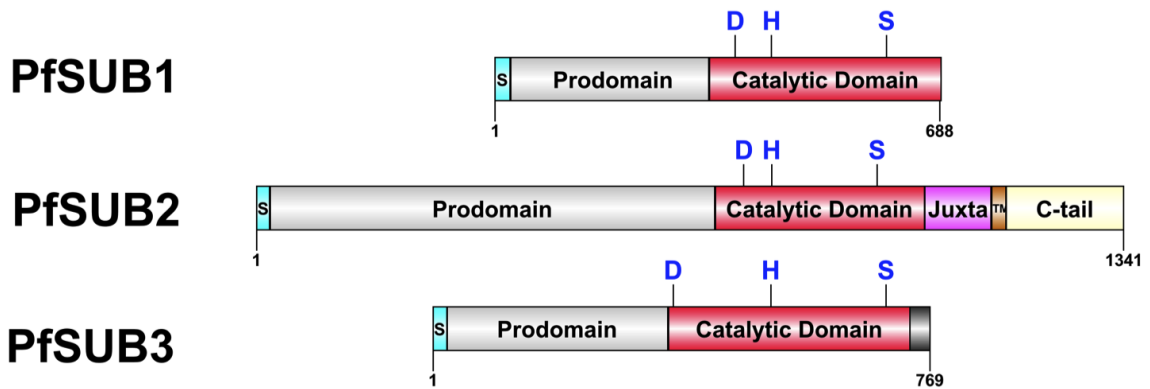 D H S
PfSUB1 S Prodomain Catalytic Domain
1 688
D H S
PfSUB2 S Prodomain Catalytic Domain Juxta TM C-tail
1 1341
D H S
PfSUB3 S Prodomain Catalytic Domain
1 769